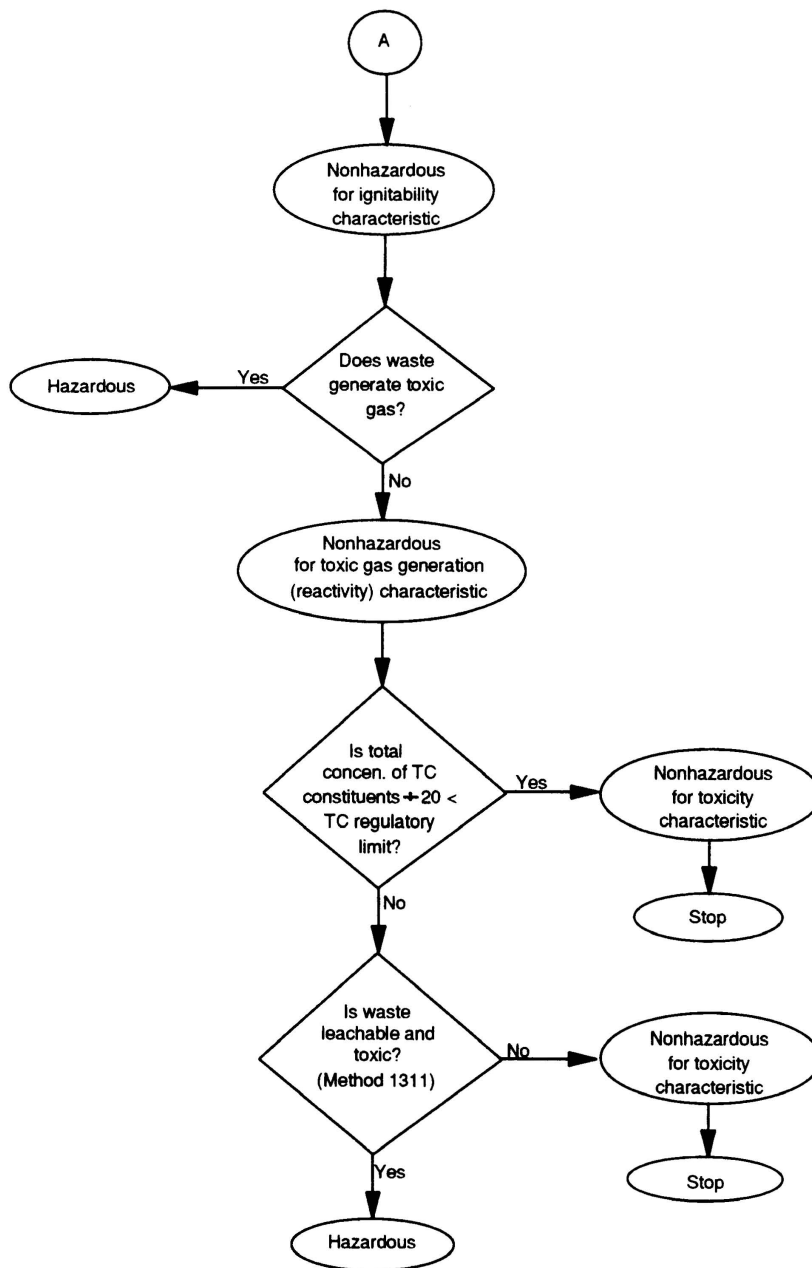 A
Nonhazardous
for ignitability
characteristic
Does waste
generate toxic
gas?
Yes
Hazardous
No
Nonhazardous
for toxic gas generation
(reactivity) characteristic
Is total
concen. of TC
constituents ÷ 20 <
TC regulatory
limit?
Yes
Nonhazardous
for toxicity
characteristic
Stop
No
Is waste
leachable and
toxic?
(Method 1311)
No
Nonhazardous
for toxicity
characteristic
Stop
Yes
Hazardous